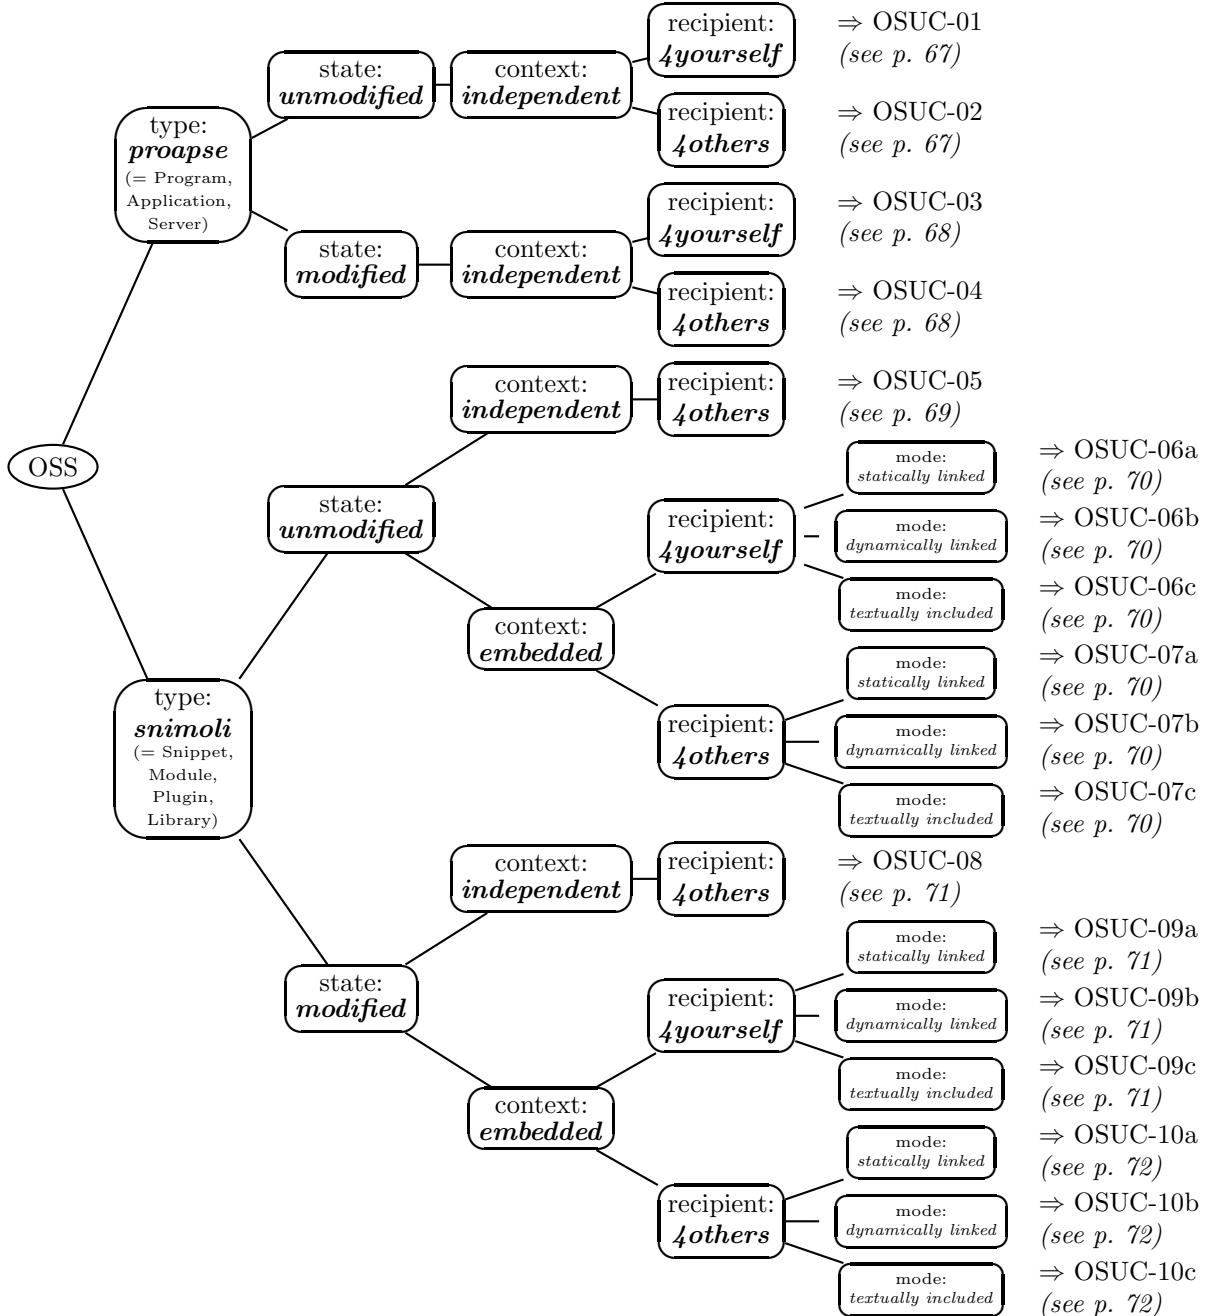 recipient:
4yourself
⇒ OSUC-01
(see p. 67)
state:
unmodified
context:
independent
recipient:
4others
⇒ OSUC-02
(see p. 67)
type:
proapse
(= Program,
Application,
Server)
recipient:
4yourself
⇒ OSUC-03
(see p. 68)
state:
modified
context:
independent
recipient:
4others
⇒ OSUC-04
(see p. 68)
context:
independent
recipient:
4others
⇒ OSUC-05
(see p. 69)
OSS
mode:
statically linked
⇒ OSUC-06a
(see p. 70)
state:
unmodified
recipient:
4yourself
mode:
dynamically linked
⇒ OSUC-06b
(see p. 70)
mode:
textually included
⇒ OSUC-06c
(see p. 70)
context:
embedded
mode:
statically linked
⇒ OSUC-07a
(see p. 70)
type:
snimoli
(= Snippet,
Module,
Plugin,
Library)
recipient:
4others
mode:
dynamically linked
⇒ OSUC-07b
(see p. 70)
mode:
textually included
⇒ OSUC-07c
(see p. 70)
context:
independent
recipient:
4others
⇒ OSUC-08
(see p. 71)
mode:
statically linked
⇒ OSUC-09a
(see p. 71)
state:
modified
recipient:
4yourself
mode:
dynamically linked
⇒ OSUC-09b
(see p. 71)
mode:
textually included
⇒ OSUC-09c
(see p. 71)
context:
embedded
mode:
statically linked
⇒ OSUC-10a
(see p. 72)
recipient:
4others
mode:
dynamically linked
⇒ OSUC-10b
(see p. 72)
mode:
textually included
⇒ OSUC-10c
(see p. 72)